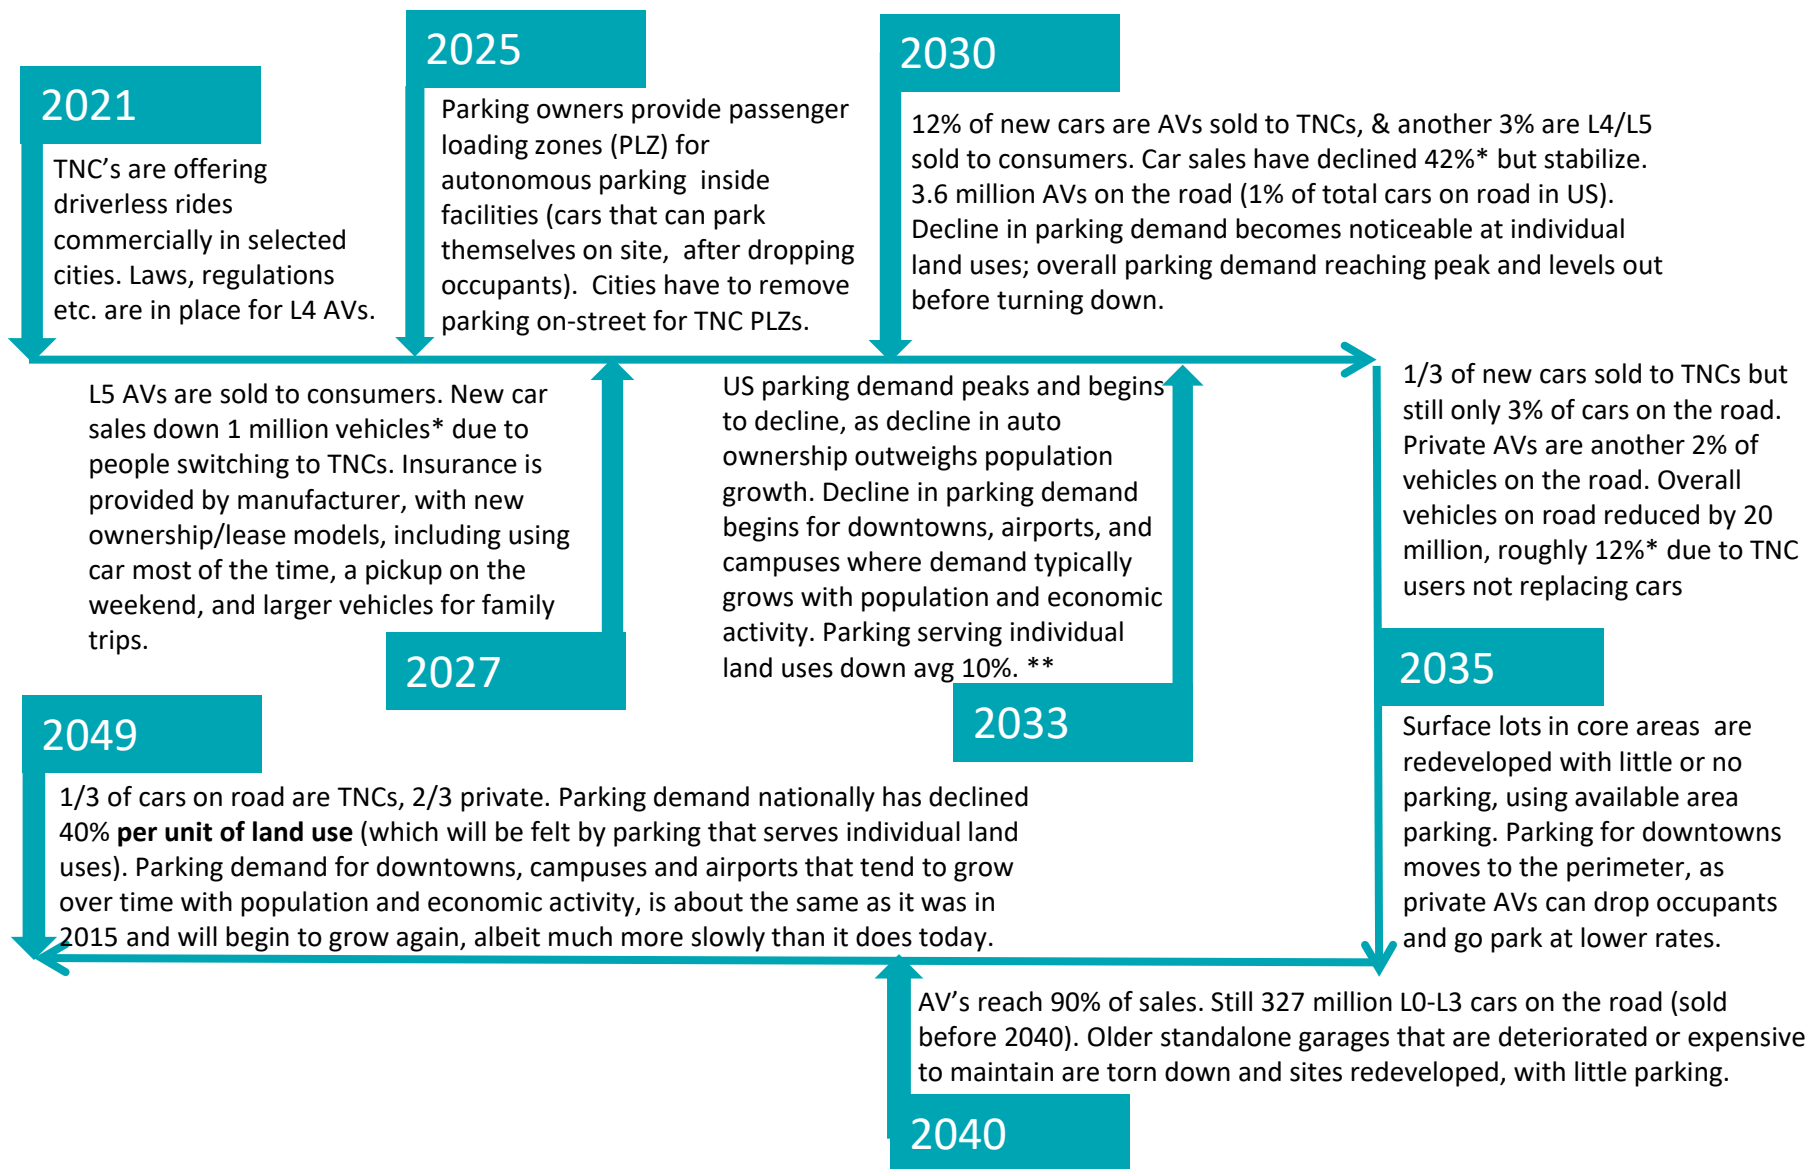 2021
TNC’s are offering
driverless rides
commercially in selected
cities. Laws, regulations
etc. are in place for L4 AVs.
2025
Parking owners provide passenger
loading zones (PLZ) for
autonomous parking inside
facilities (cars that can park
themselves on site, after dropping
occupants). Cities have to remove
parking on-street for TNC PLZs.
2030
12% of new cars are AVs sold to TNCs, & another 3% are L4/L5
sold to consumers. Car sales have declined 42%* but stabilize.
3.6 million AVs on the road (1% of total cars on road in US).
Decline in parking demand becomes noticeable at individual
land uses; overall parking demand reaching peak and levels out
before turning down.
L5 AVs are sold to consumers. New car
sales down 1 million vehicles* due to
people switching to TNCs. Insurance is
provided by manufacturer, with new
ownership/lease models, including using
car most of the time, a pickup on the
weekend, and larger vehicles for family
trips.
2027
US parking demand peaks and begins
to decline, as decline in auto
ownership outweighs population
growth. Decline in parking demand
begins for downtowns, airports, and
campuses where demand typically
grows with population and economic
activity. Parking serving individual
land uses down avg 10%. **
2033
1/3 of new cars sold to TNCs but
still only 3% of cars on the road.
Private AVs are another 2% of
vehicles on the road. Overall
vehicles on road reduced by 20
million, roughly 12%* due to TNC
users not replacing cars
2035
Surface lots in core areas are
redeveloped with little or no
parking, using available area
parking. Parking for downtowns
moves to the perimeter, as
private AVs can drop occupants
and go park at lower rates.
2049
1/3 of cars on road are TNCs, 2/3 private. Parking demand nationally has declined
40% per unit of land use (which will be felt by parking that serves individual land
uses). Parking demand for downtowns, campuses and airports that tend to grow
over time with population and economic activity, is about the same as it was in
2015 and will begin to grow again, albeit much more slowly than it does today.
AV’s reach 90% of sales. Still 327 million L0-L3 cars on the road (sold
before 2040). Older standalone garages that are deteriorated or expensive
to maintain are torn down and sites redeveloped, with little parking.
2040